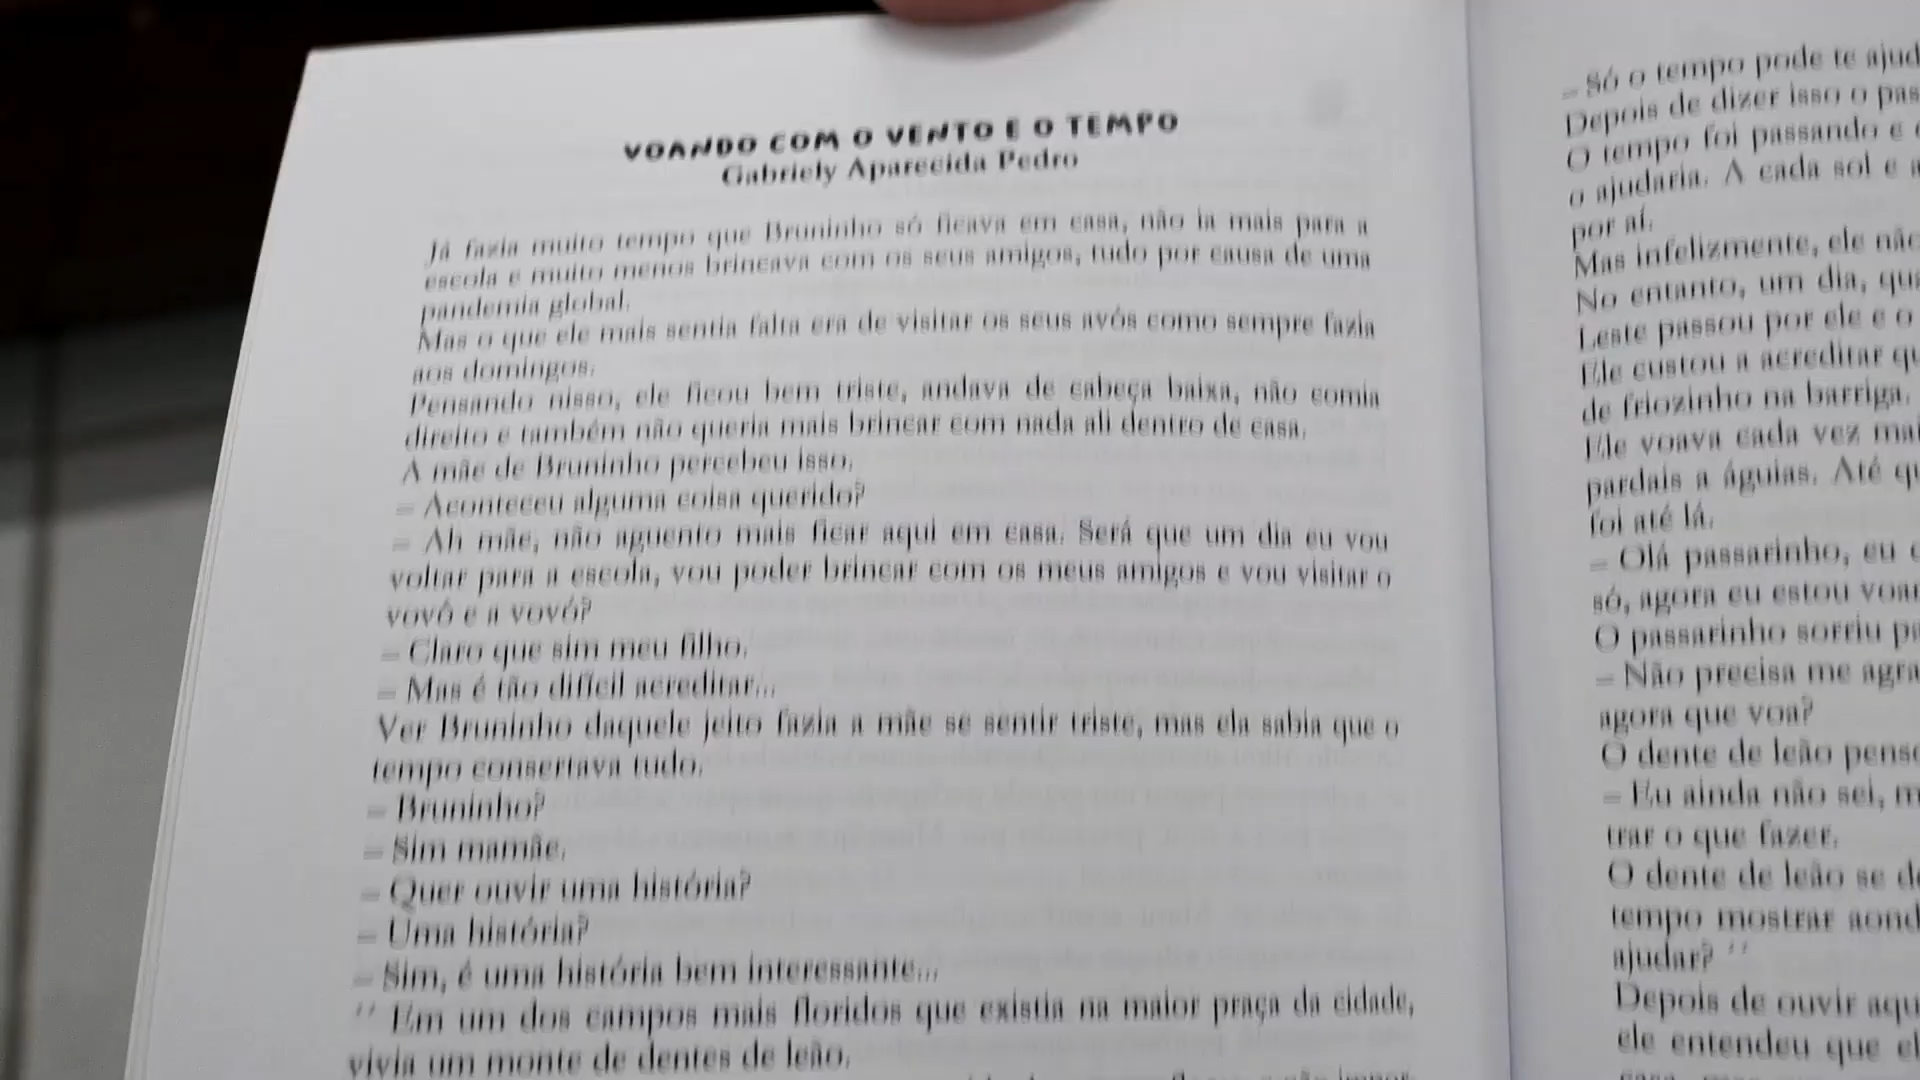 VOANDO COM O VENTO E O TEMPO
Gabriely Aparecida Pedro
Já fazia muito tempo que Bruninho só ficava em casa, não ia mais para a
escola e muito menos brincava com os seus amigos, tudo por causa de uma
pandemia global.
Mas o que ele mais sentia falta era de visitar os seus avós como sempre fazia
aos domingos.
Pensando nisso, ele ficou bem triste, andava de cabeça baixa, não comia
direito e também não queria mais brincar com nada ali dentro de casa.
A mãe de Bruninho percebeu isso.
– Aconteceu alguma coisa querido?
– Ah mãe, não aguento mais ficar aqui em casa. Será que um dia eu vou
voltar para a escola, vou poder brincar com os meus amigos e vou visitar o
vovô e a vovó?
– Claro que sim meu filho.
– Mas é tão difícil acreditar...
Ver Bruninho daquele jeito fazia a mãe se sentir triste, mas ela sabia que o
tempo consertava tudo.
– Bruninho?
– Sim mamãe.
– Quer ouvir uma história?
– Uma história?
– Sim, é uma história bem interessante...
" Em um dos campos mais floridos que existia na maior praça da cidade,
vivia um monte de dentes de leão.
– Só o tempo pode te ajud
Depois de dizer isso o pas
O tempo foi passando e
o ajudaria. A cada sol e a
por aí.
Mas infelizmente, ele nã
No entanto, um dia, qu
Leste passou por ele e o
Ele custou a acreditar qu
de friozinho na barriga.
Ele voava cada vez mai
pardais a águias. Até qu
foi até lá.
– Olá passarinho, eu
só, agora eu estou voan
O passarinho sorriu pa
– Não precisa me agra
agora que voa?
O dente de leão pens
– Eu ainda não sei, m
trar o que fazer.
O dente de leão se d
tempo mostrar aond
ajudar? "
Depois de ouvir aqu
ele entendeu que el